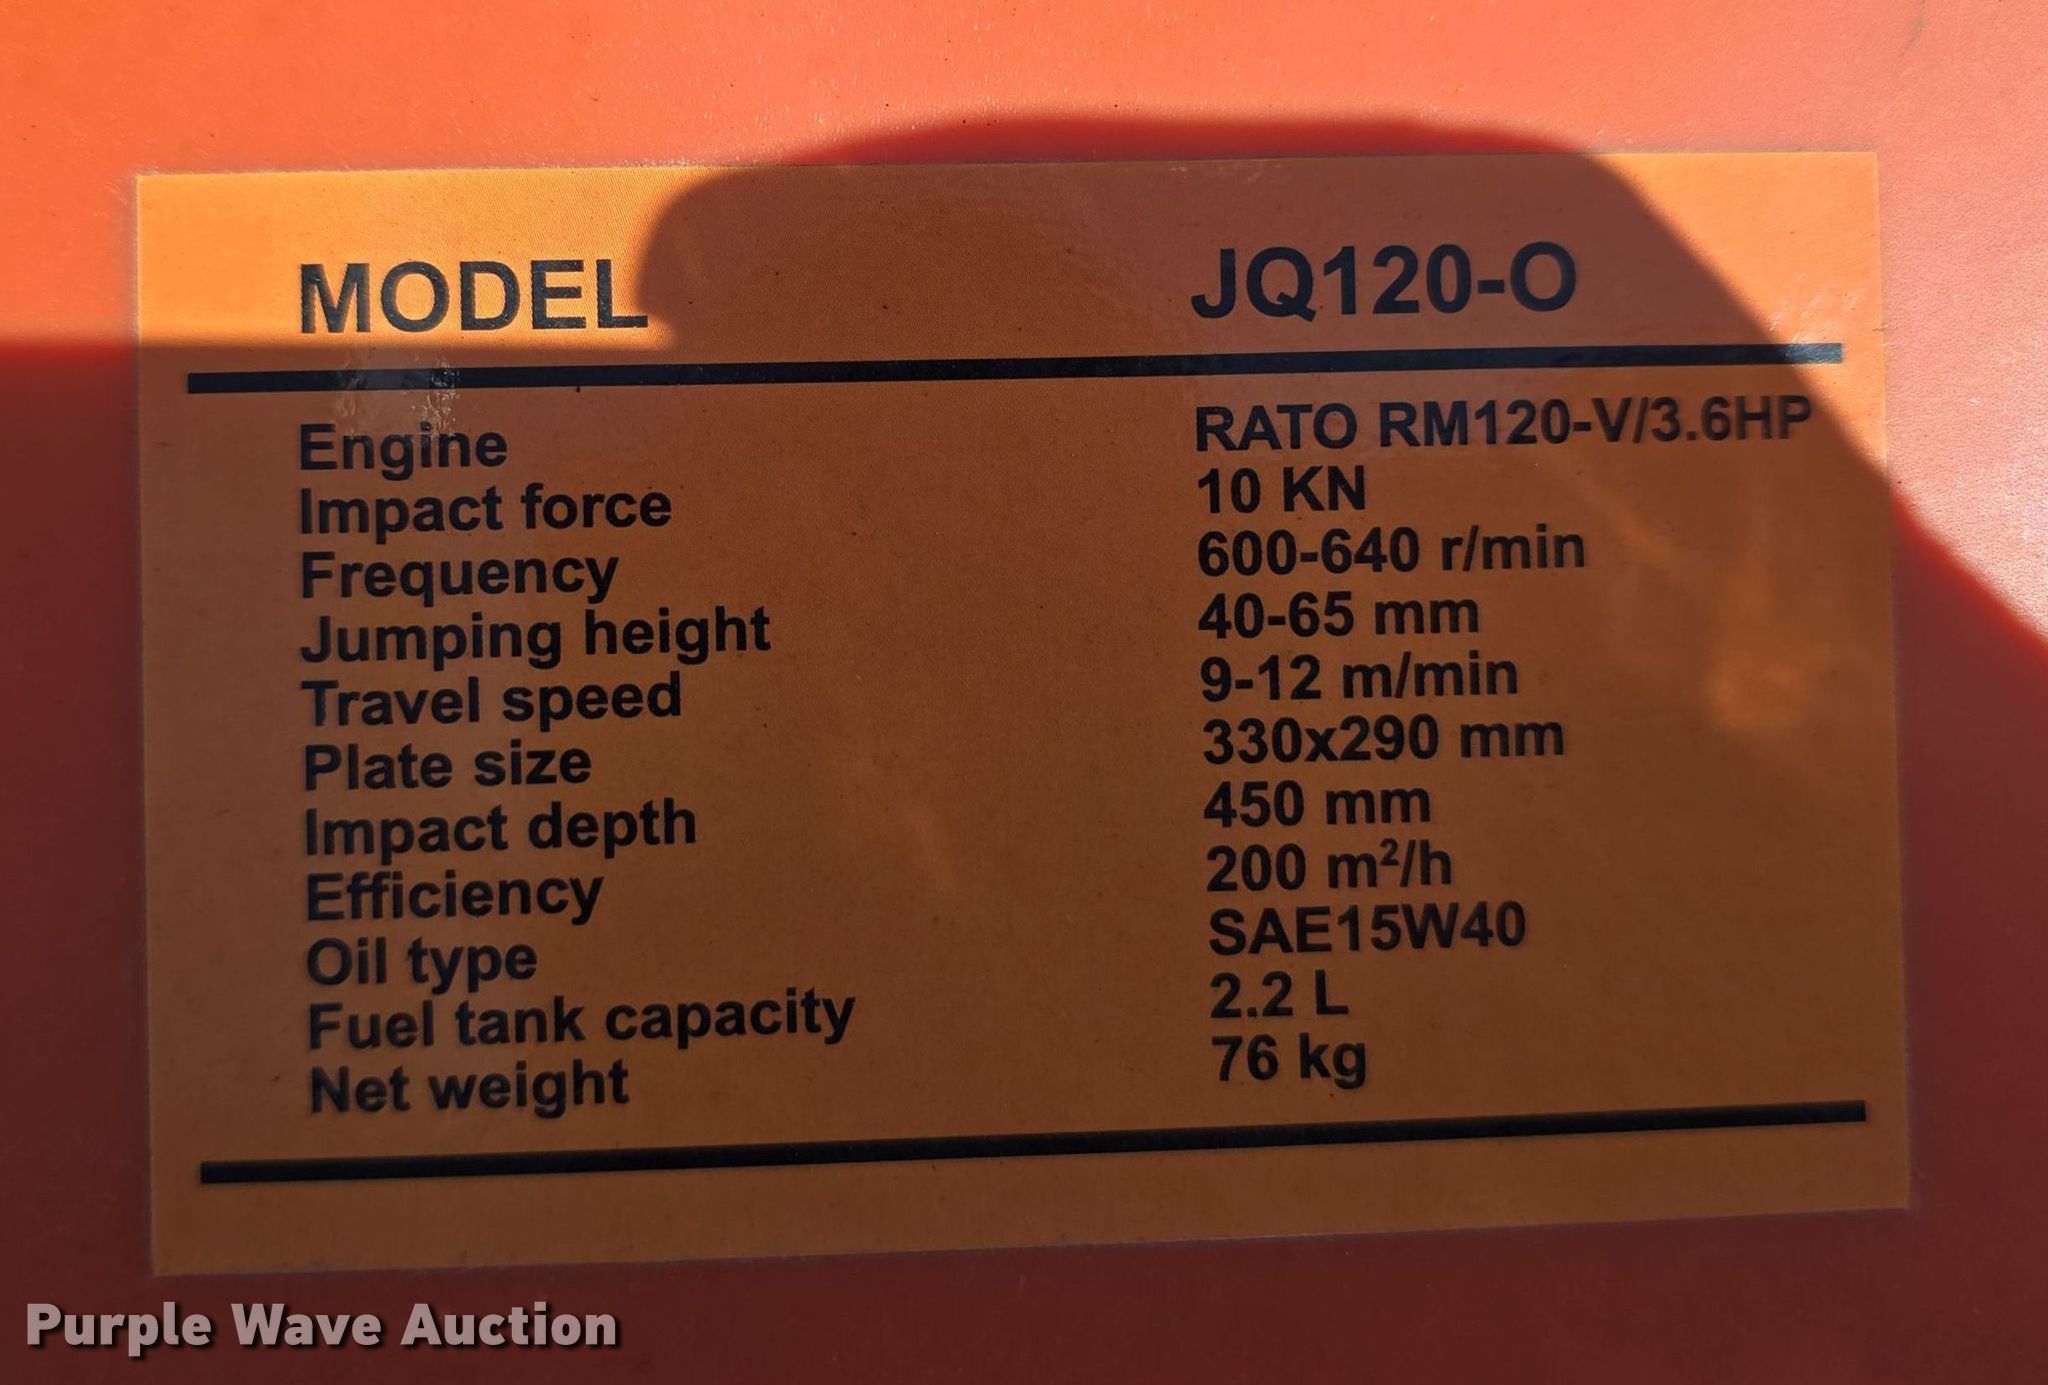 MODEL JQ120-O
Engine RATO RM120-V/3.6HP
Impact force 10 KN
Frequency 600-640 r/min
Jumping height 40-65 mm
Travel speed 9-12 m/min
Plate size 330x290 mm
Impact depth 450 mm
Efficiency 200 m²/h
Oil type SAE15W40
Fuel tank capacity 2.2 L
Net weight 76 kg
Purple Wave Auction